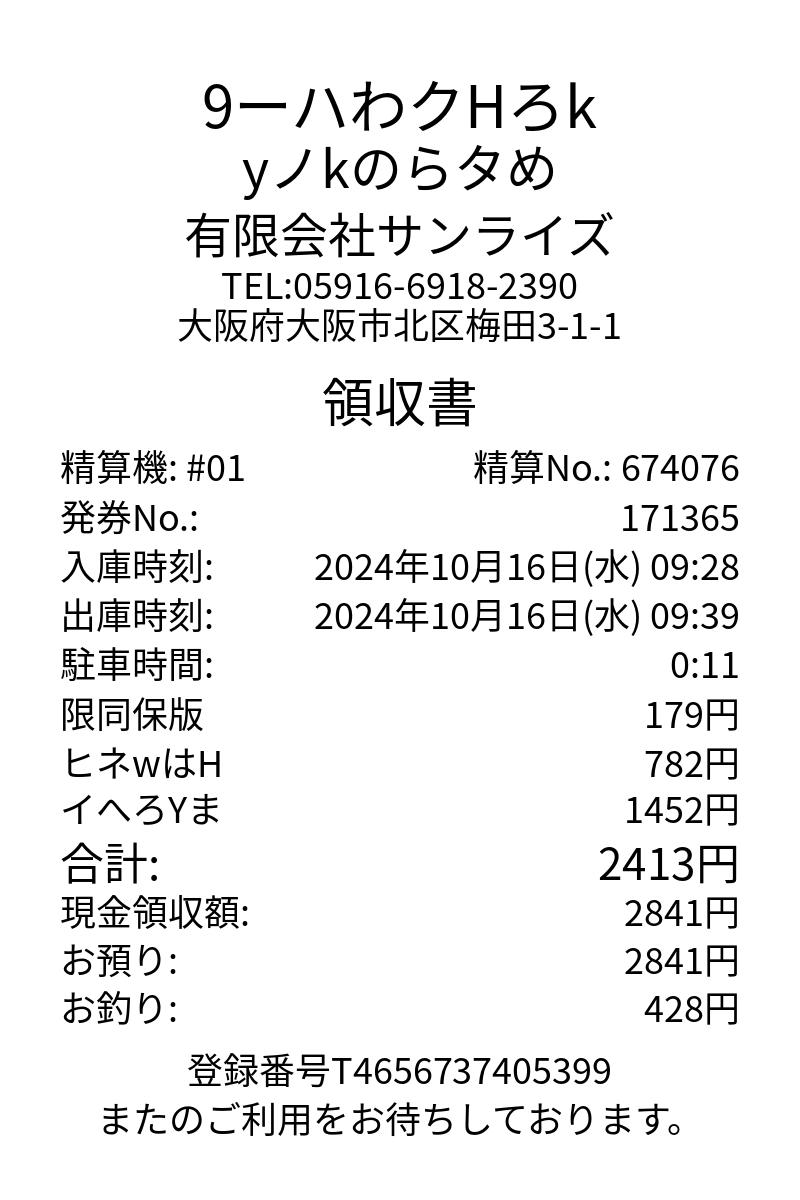 9ーハわクHろk
yノkのらタめ
有限会社サンライズ
TEL:05916-6918-2390
大阪府大阪市北区梅田3-1-1
領収書
精算機: #01 精算No.: 674076
発券No.: 171365
入庫時刻: 2024年10月16日(水) 09:28
出庫時刻: 2024年10月16日(水) 09:39
駐車時間: 0:11
限同保版 179円
ヒネwはH 782円
イへろYま 1452円
合計: 2413円
現金領収額: 2841円
お預り: 2841円
お釣り: 428円
登録番号T4656737405399
またのご利用をお待ちしております。